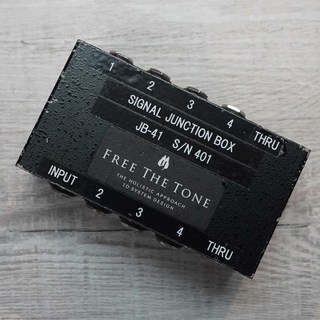 1 2 3 4 THRU
SIGNAL JUNCTION BOX
JB-41 S/N 401
FREE THE TONE
THE HOLISTIC APPROACH
TO SYSTEM DESIGN
INPUT 2 3 4 THRU